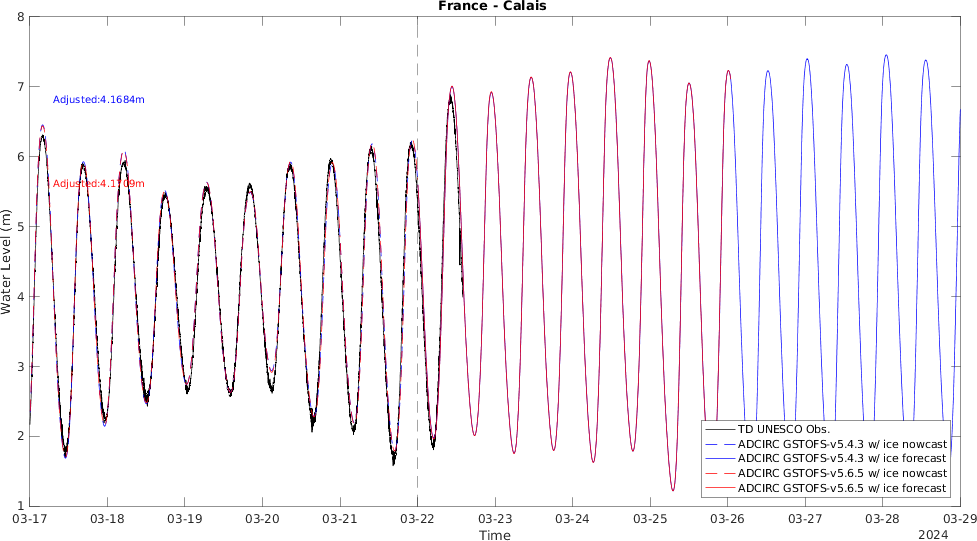 France - Calais
8
7
6
5
4
3
2
1
Water Level (m)
Adjusted:4.1684m
Adjusted:4.1709m
TD UNESCO Obs.
ADCIRC GSTOFS-v5.4.3 w/ ice nowcast
ADCIRC GSTOFS-v5.4.3 w/ ice forecast
ADCIRC GSTOFS-v5.6.5 w/ ice nowcast
ADCIRC GSTOFS-v5.6.5 w/ ice forecast
03-17 03-18 03-19 03-20 03-21 03-22 03-23 03-24 03-25 03-26 03-27 03-28 03-29
Time
2024